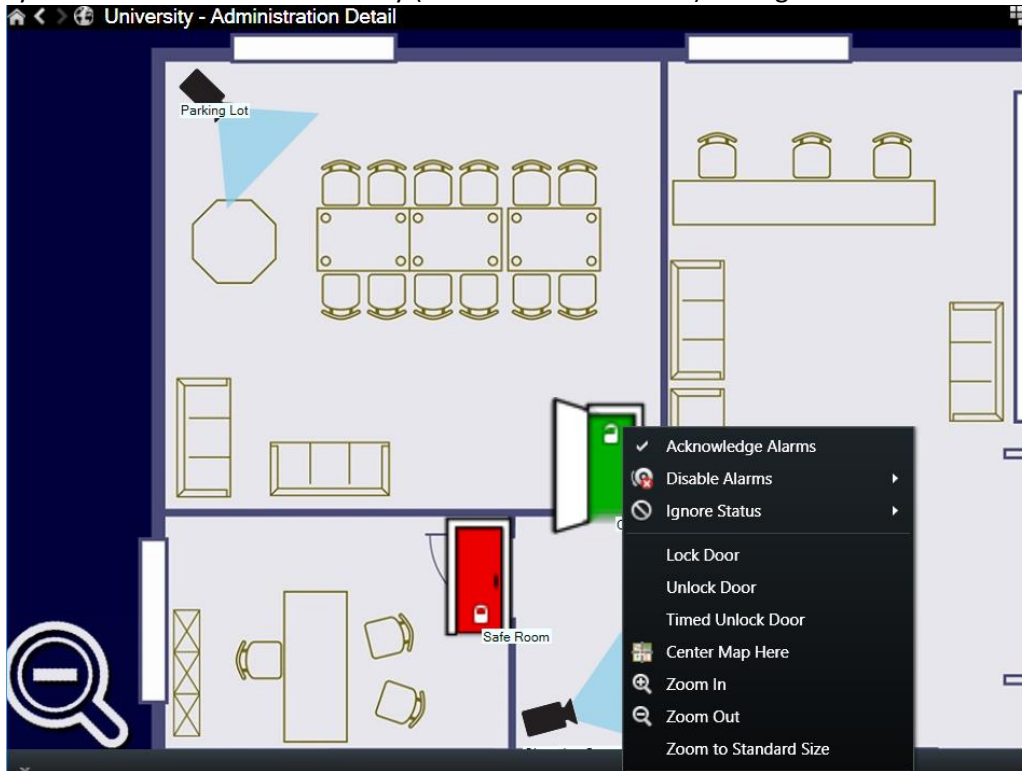 University - Administration Detail
Parking Lot
Acknowledge Alarms
Disable Alarms
Ignore Status
Lock Door
Unlock Door
Timed Unlock Door
Safe Room
Center Map Here
Zoom In
Zoom Out
Zoom to Standard Size